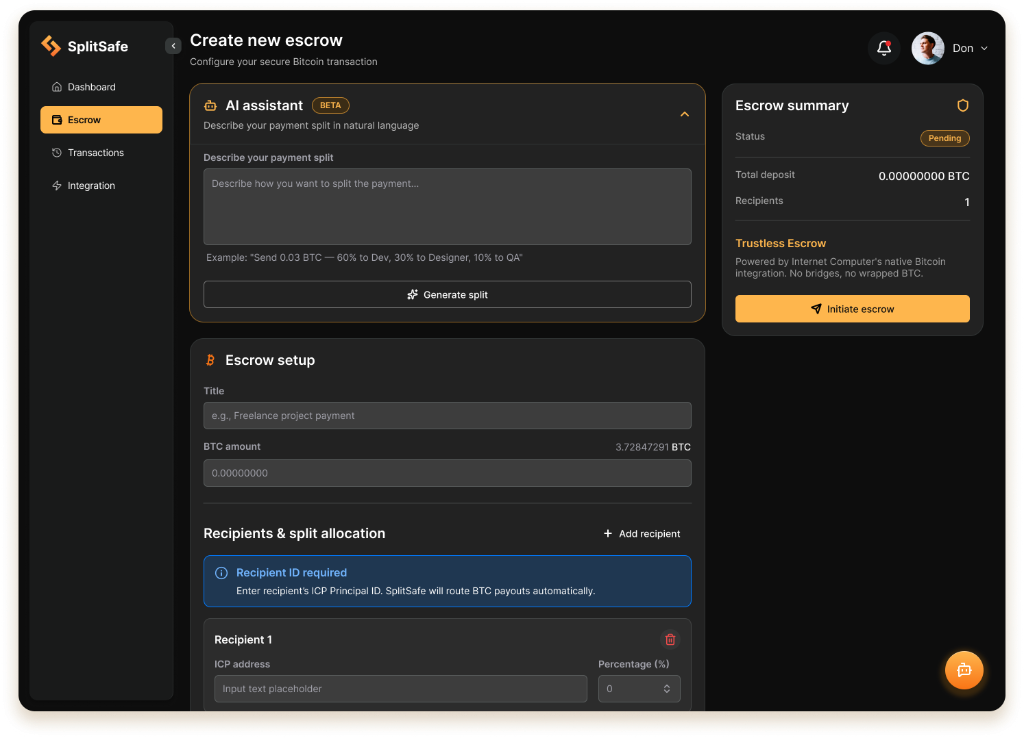 SplitSafe
Dashboard
Escrow
Transactions
Integration
Create new escrow
Configure your secure Bitcoin transaction
Don
AI assistant BETA
Describe your payment split in natural language
Describe your payment split
Describe how you want to split the payment...
Example: "Send 0.03 BTC — 60% to Dev, 30% to Designer, 10% to QA"
Generate split
Escrow setup
Title
e.g., Freelance project payment
BTC amount 3.72847291 BTC
0.00000000
Recipients & split allocation + Add recipient
Recipient ID required
Enter recipient's ICP Principal ID. SplitSafe will route BTC payouts automatically.
Recipient 1
ICP address Percentage (%)
Input text placeholder 0
Escrow summary
Status Pending
Total deposit 0.00000000 BTC
Recipients 1
Trustless Escrow
Powered by Internet Computer's native Bitcoin
integration. No bridges, no wrapped BTC.
Initiate escrow